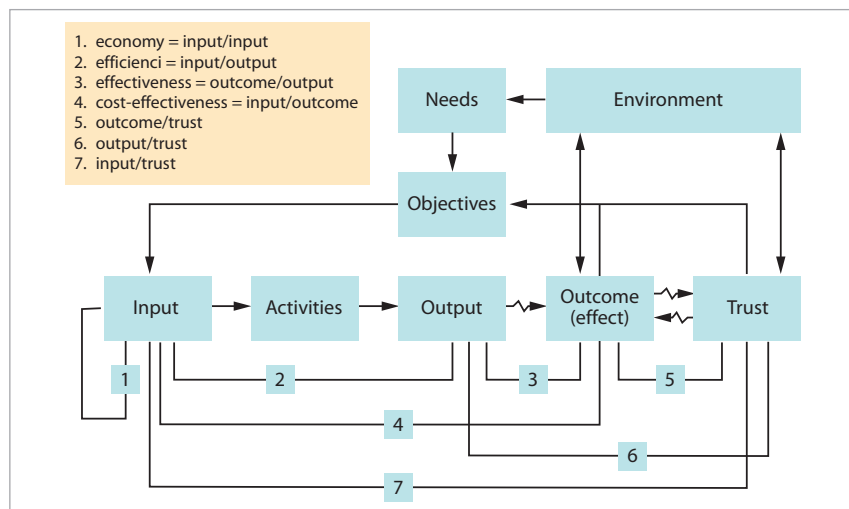 1. economy = input/input
2. efficienci = input/output
3. effectiveness = outcome/output
4. cost-effectiveness = input/outcome
5. outcome/trust
6. output/trust
7. input/trust
Needs
Environment
Objectives
Input
Activities
Output
Outcome
(effect)
Trust
1
2
3
5
4
6
7